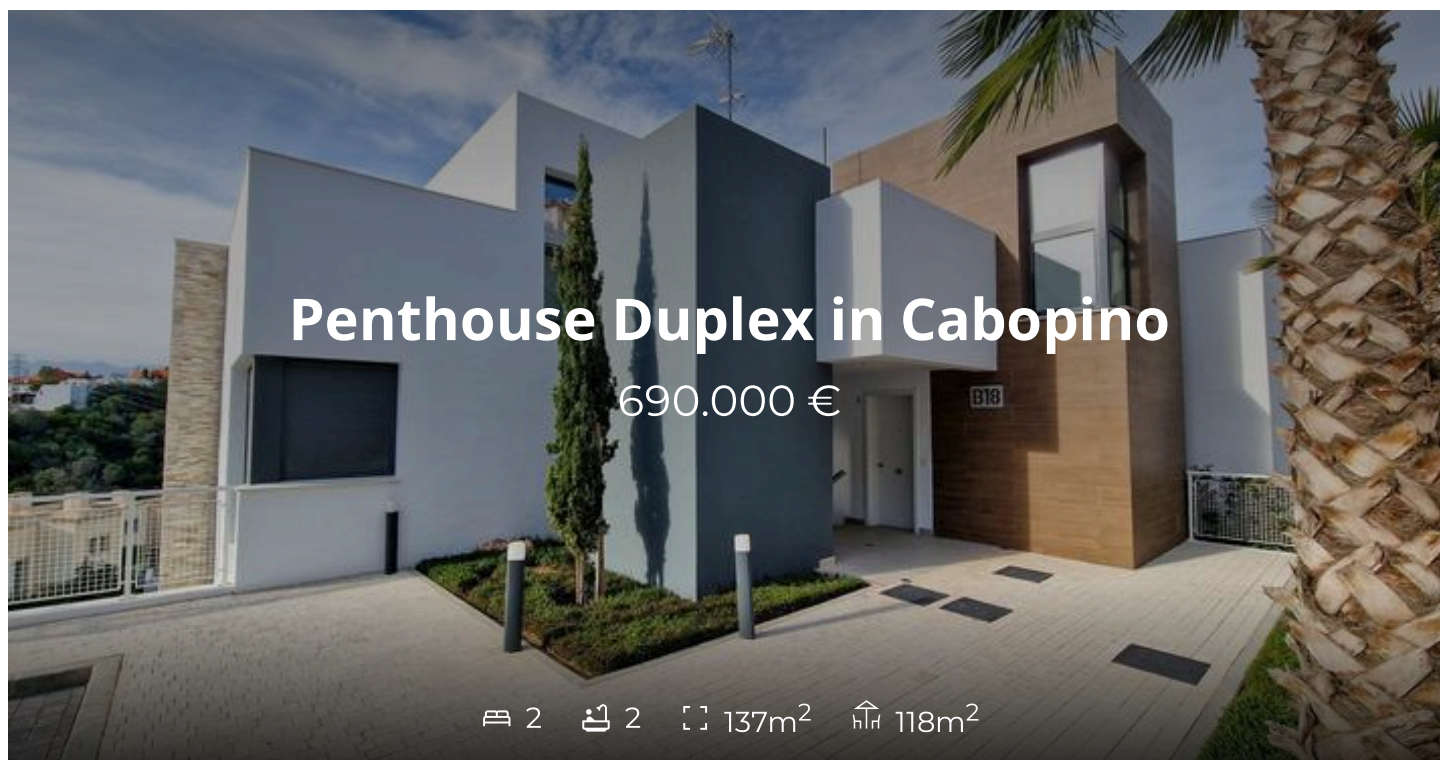 Penthouse Duplex in Cabopino
690.000 €
B18
2 2 137m² 118m²